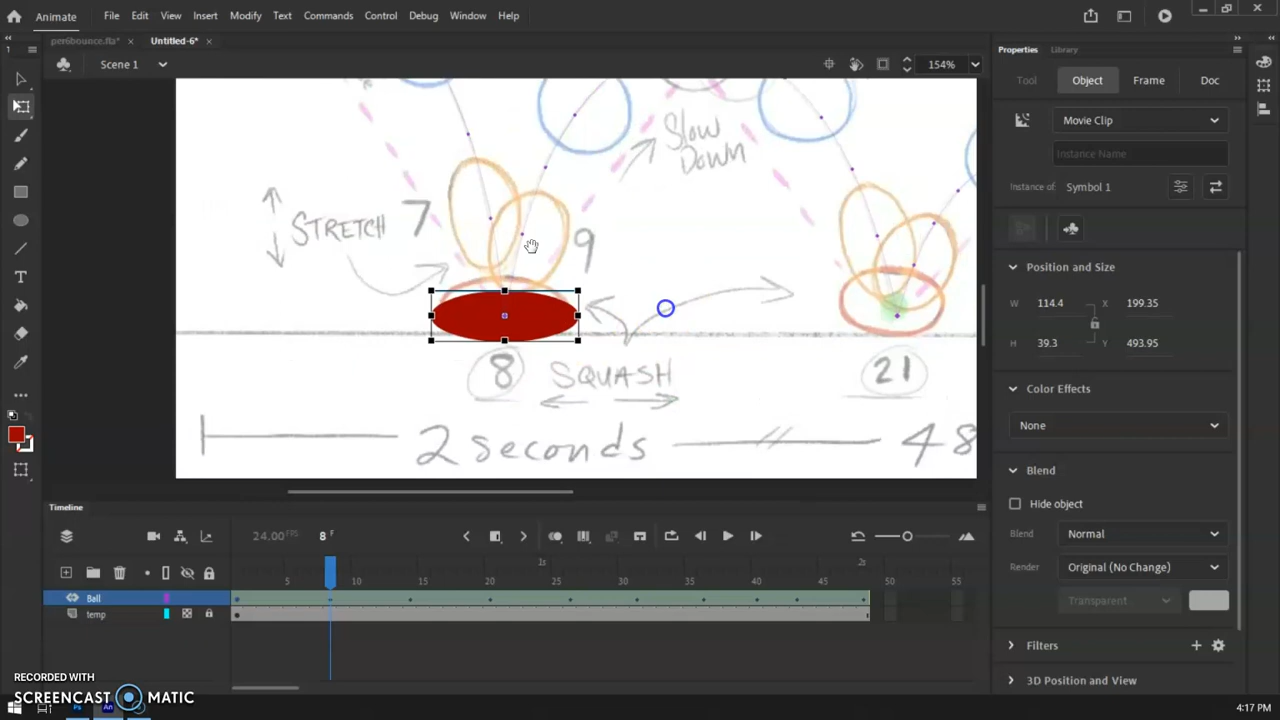 Animate File Edit View Insert Modify Text Commands Control Debug Window Help
per6bounce.fla* × Untitled-6* ×
Scene 1 154%
Properties Library
Tool Object Frame Doc
Movie Clip
Instance Name
Instance of: Symbol 1
Position and Size
W 114.4 X 199.35
H 39.3 Y 493.95
Color Effects
None
Blend
Hide object
Blend Normal
Render Original (No Change)
Transparent
Filters
3D Position and View
SLOW
DOWN
STRETCH 7 9
8 SQUASH 21
2 seconds 48
Timeline
24.00 FPS 8 F
1s 2s
5 10 15 20 25 30 35 40 45 50 55
Ball
temp
RECORDED WITH
SCREENCAST MATIC
4:17 PM